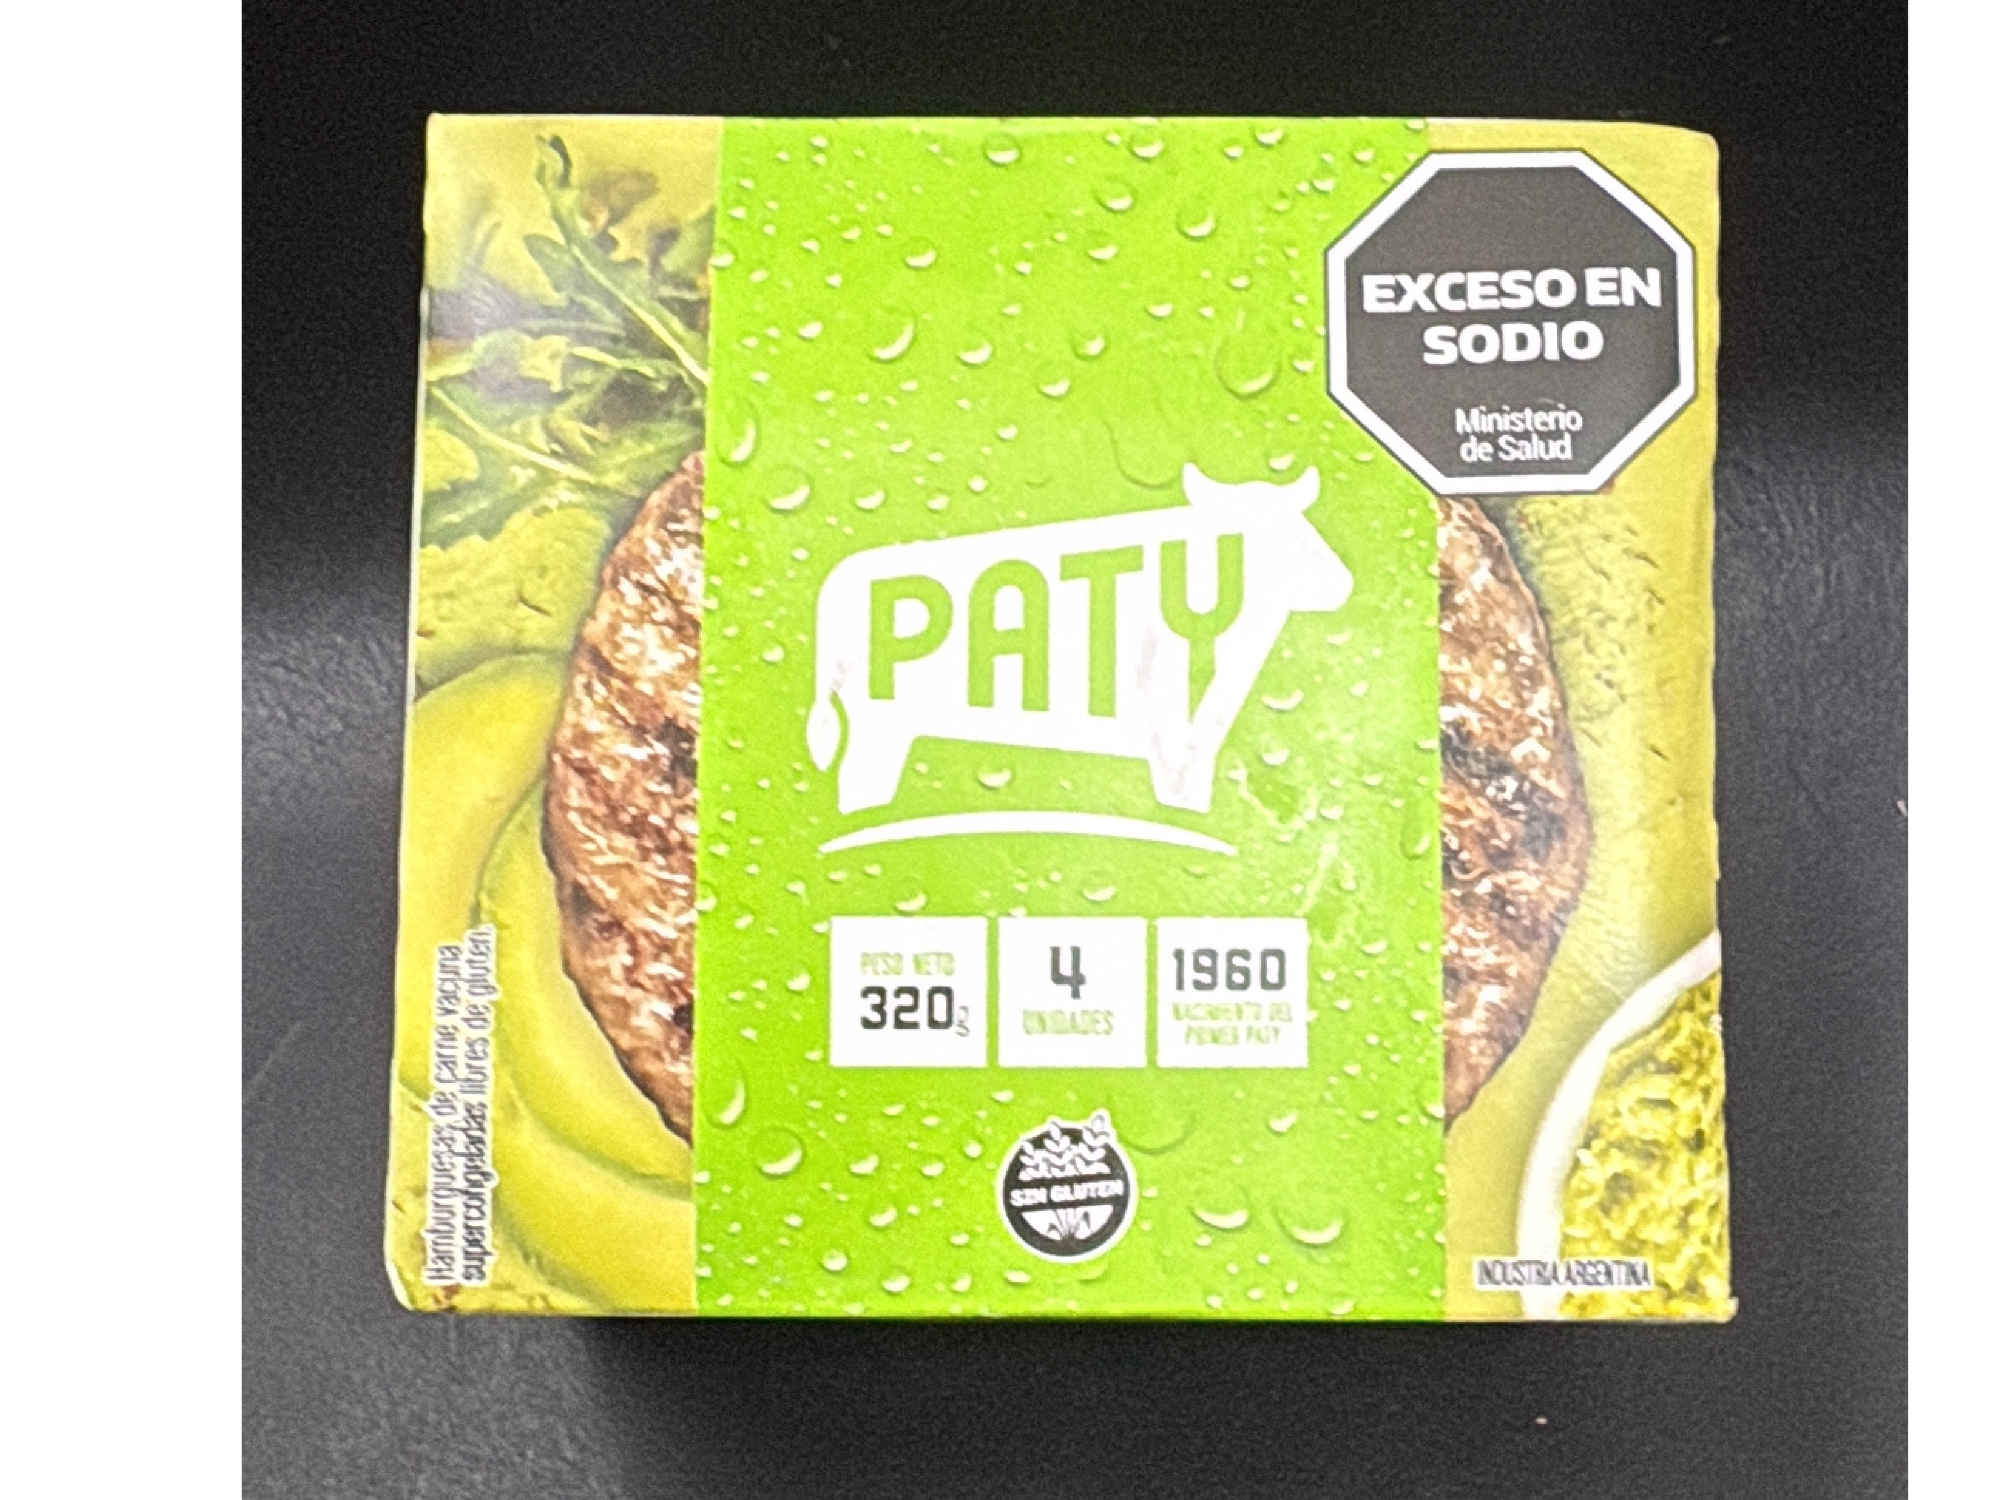 EXCESO EN
SODIO
Ministerio
de Salud
PATY
PESO NETO
320g
4
UNIDADES
1960
NACIMIENTO DEL
PRIMER PATY
SIN GLUTEN
Hamburguesas de carne vacuna
supercongeladas libres de gluten.
INDUSTRIA ARGENTINA